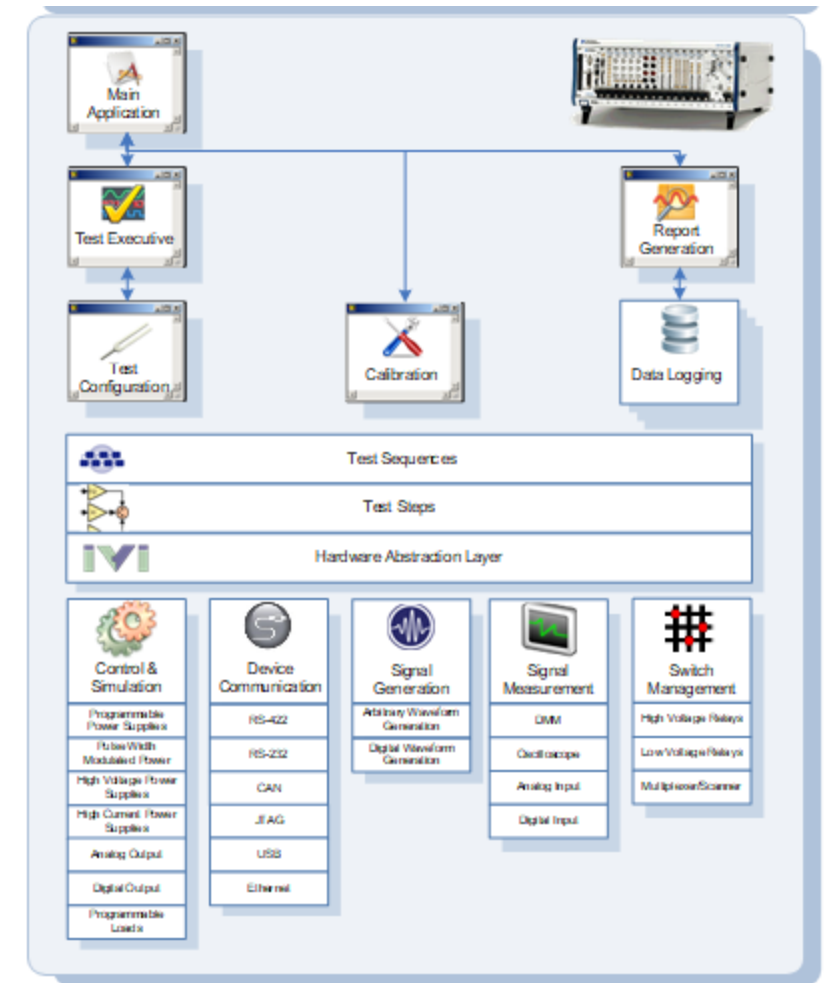 Main
Application
Test Executive
Report
Generation
Test
Configuration
Calibration
Data Logging
Test Sequences
Test Steps
IVI
Hardware Abstraction Layer
Control &
Simulation
Device
Communication
Signal
Generation
Signal
Measurement
Switch
Management
Programmable
Power Supplies
Pulse Width
Modulated Power
High Voltage Power
Supplies
High Current Power
Supplies
Analog Output
Digital Output
Programmable
Loads
RS-422
RS-232
CAN
JTAG
USB
Ethernet
Arbitrary Waveform
Generation
Digital Waveform
Generation
DMM
Oscilloscope
Analog Input
Digital Input
High Voltage Relays
Low Voltage Relays
Multiplexer/Scanner